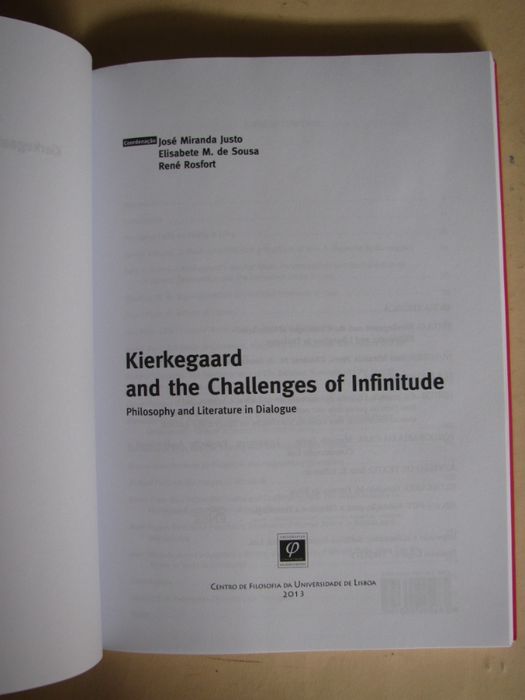 Coordenação José Miranda Justo
Elisabete M. de Sousa
René Rosfort
Kierkegaard
and the Challenges of Infinitude
Philosophy and Literature in Dialogue
φ
CENTRO DE FILOSOFIA DA UNIVERSIDADE DE LISBOA
2013